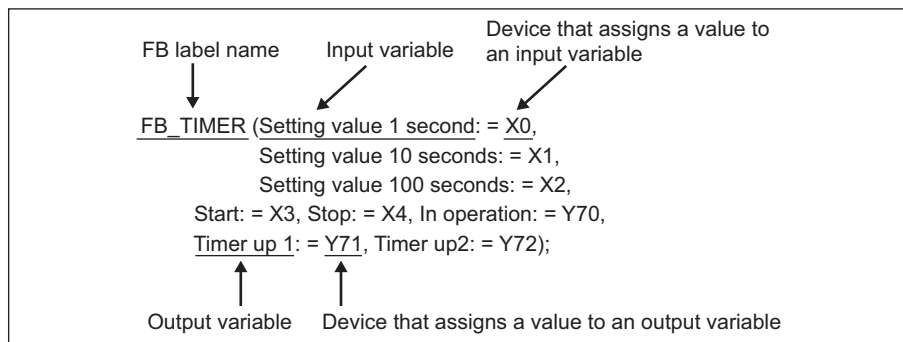 Device that assigns a value to
an input variable
FB label name
Input variable
FB_TIMER (Setting value 1 second: = X0,
Setting value 10 seconds: = X1,
Setting value 100 seconds: = X2,
Start: = X3, Stop: = X4, In operation: = Y70,
Timer up 1: = Y71, Timer up2: = Y72);
Output variable
Device that assigns a value to an output variable